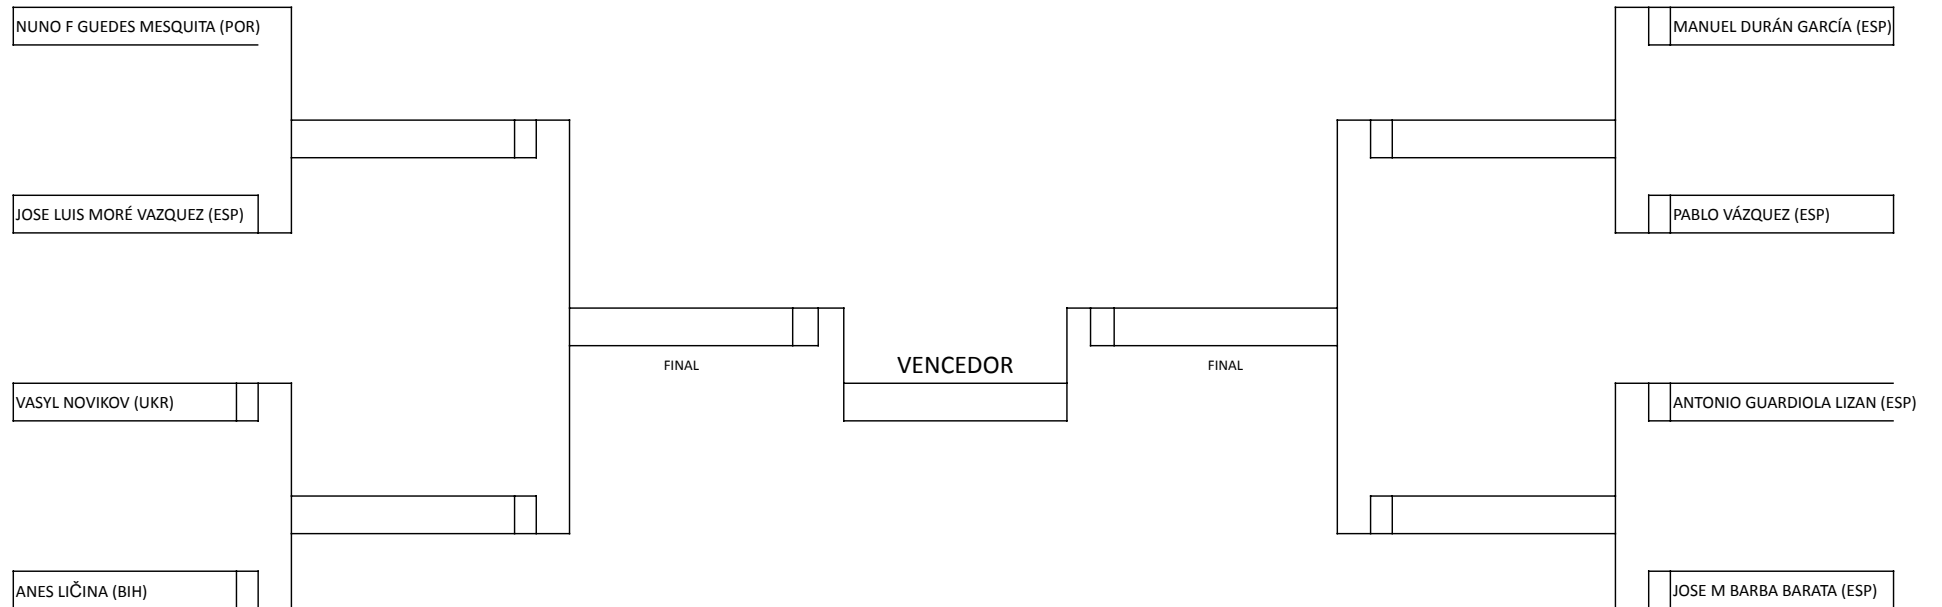 NUNO F GUEDES MESQUITA (POR)
MANUEL DURÁN GARCÍA (ESP)
JOSE LUIS MORÉ VAZQUEZ (ESP)
PABLO VÁZQUEZ (ESP)
FINAL
VENCEDOR
FINAL
VASYL NOVIKOV (UKR)
ANTONIO GUARDIOLA LIZAN (ESP)
ANES LIČINA (BIH)
JOSE M BARBA BARATA (ESP)